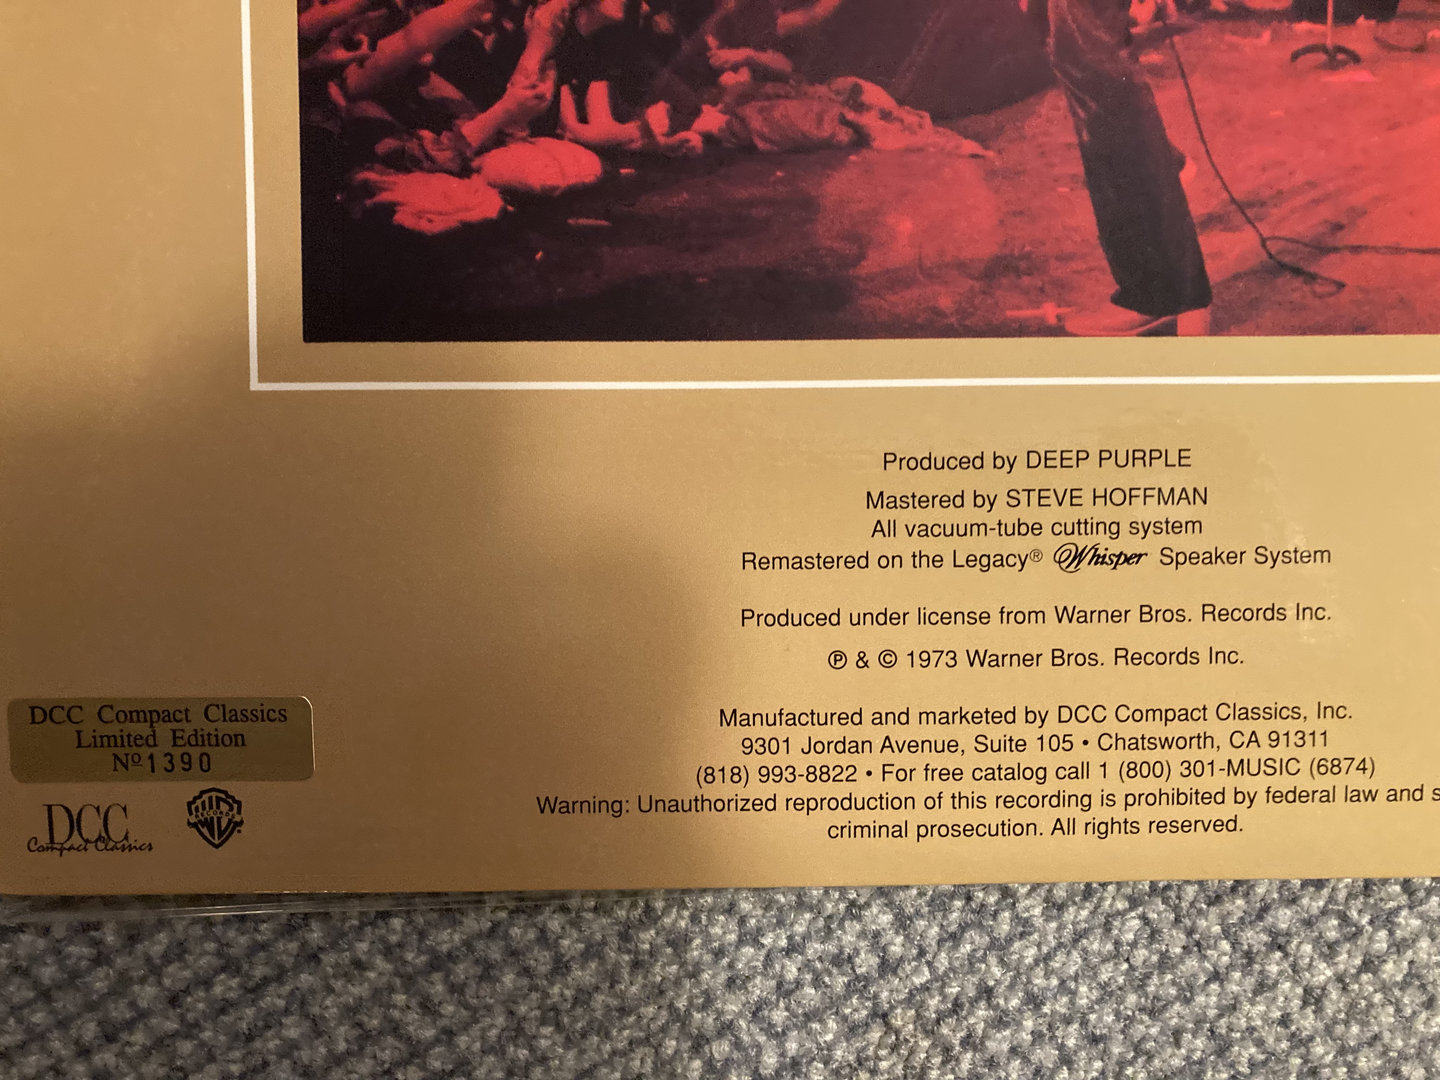 Produced by DEEP PURPLE
Mastered by STEVE HOFFMAN
All vacuum-tube cutting system
Remastered on the Legacy® Whisper Speaker System
Produced under license from Warner Bros. Records Inc.
℗ & © 1973 Warner Bros. Records Inc.
Manufactured and marketed by DCC Compact Classics, Inc.
9301 Jordan Avenue, Suite 105 • Chatsworth, CA 91311
(818) 993-8822 • For free catalog call 1 (800) 301-MUSIC (6874)
Warning: Unauthorized reproduction of this recording is prohibited by federal law and
criminal prosecution. All rights reserved.
DCC Compact Classics
Limited Edition
Nº 1390
DCC
Compact Classics
WB
RECORDS